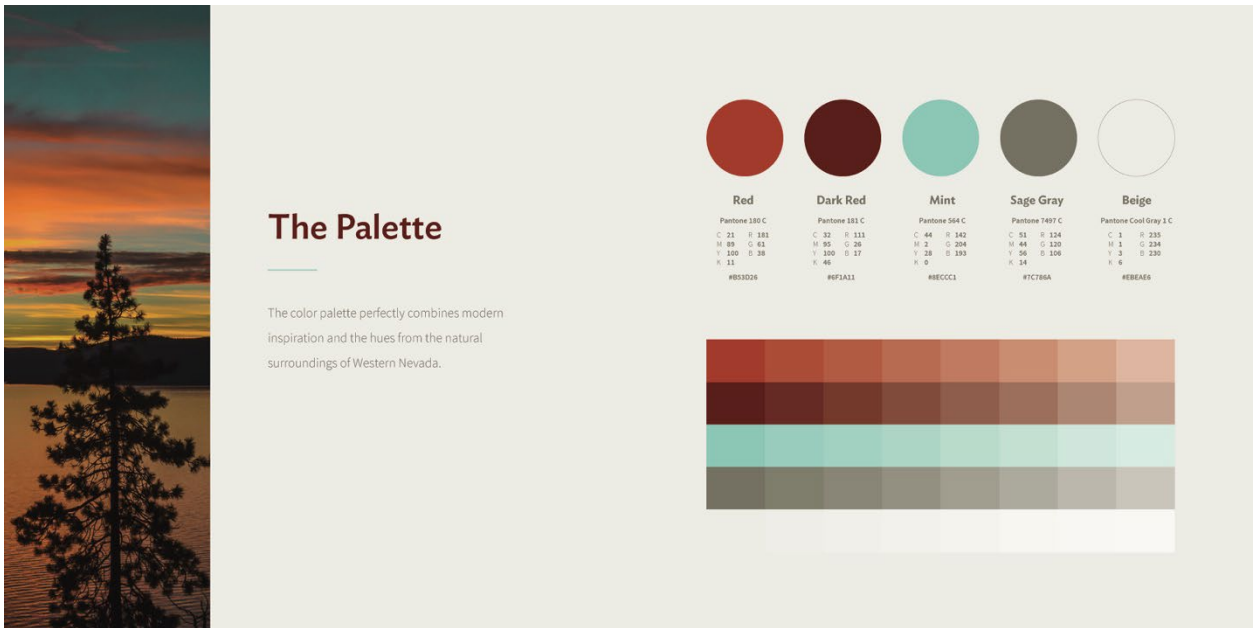 The Palette
The color palette perfectly combines modern
inspiration and the hues from the natural
surroundings of Western Nevada.
Red
Pantone 180 C
C 21 R 181
M 89 G 61
Y 100 B 38
K 11
#B53D26
Dark Red
Pantone 181 C
C 32 R 111
M 95 G 26
Y 100 B 17
K 46
#6F1A11
Mint
Pantone 564 C
C 44 R 142
M 2 G 204
Y 28 B 193
K 0
#8ECCC1
Sage Gray
Pantone 7497 C
C 51 R 124
M 44 G 120
Y 56 B 106
K 14
#7C786A
Beige
Pantone Cool Gray 1 C
C 1 R 235
M 1 G 234
Y 3 B 230
K 6
#EBEAE6